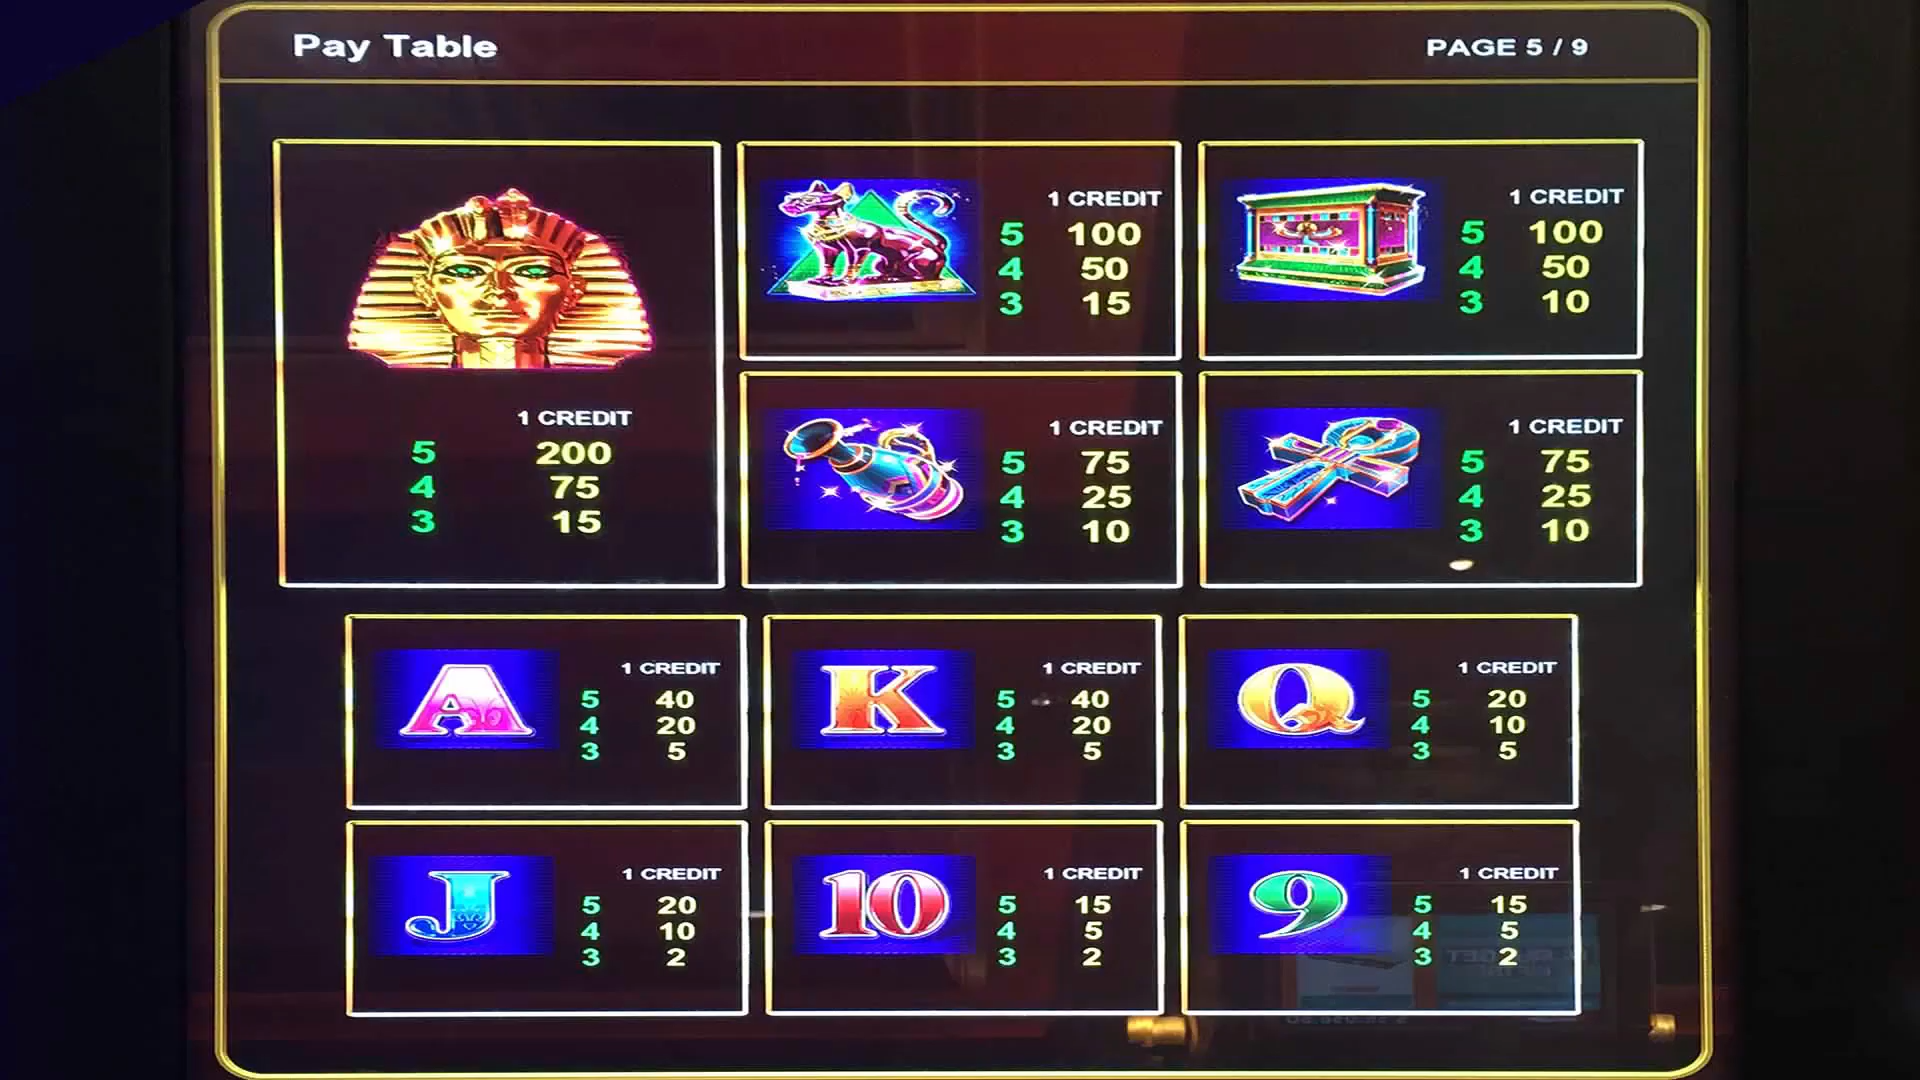 Pay Table
PAGE 5 / 9
1 CREDIT
5 200
4 75
3 15
1 CREDIT
5 100
4 50
3 15
1 CREDIT
5 100
4 50
3 10
1 CREDIT
5 75
4 25
3 10
1 CREDIT
5 75
4 25
3 10
A
1 CREDIT
5 40
4 20
3 5
K
1 CREDIT
5 40
4 20
3 5
Q
1 CREDIT
5 20
4 10
3 5
J
1 CREDIT
5 20
4 10
3 2
10
1 CREDIT
5 15
4 5
3 2
9
1 CREDIT
5 15
4 5
3 2